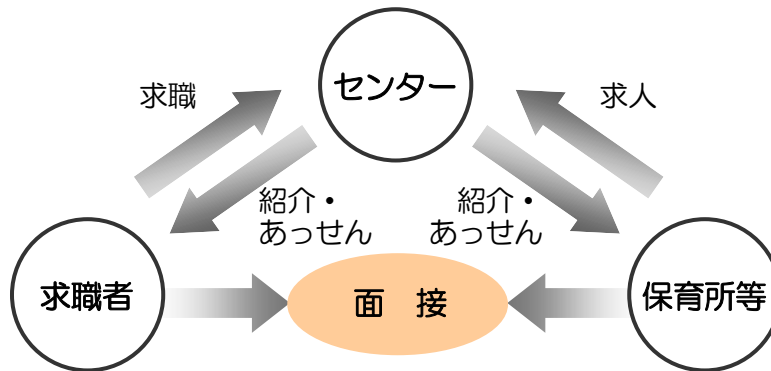 センター
求職
求人
紹介・
あっせん
紹介・
あっせん
求職者
面　接
保育所等